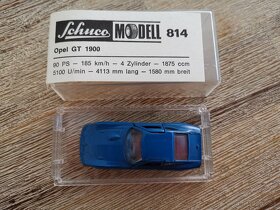 Schuco MODELL 814
Opel GT 1900
90 PS - 185 km/h - 4 Zylinder - 1875 ccm
5100 U/min - 4113 mm lang - 1580 mm breit